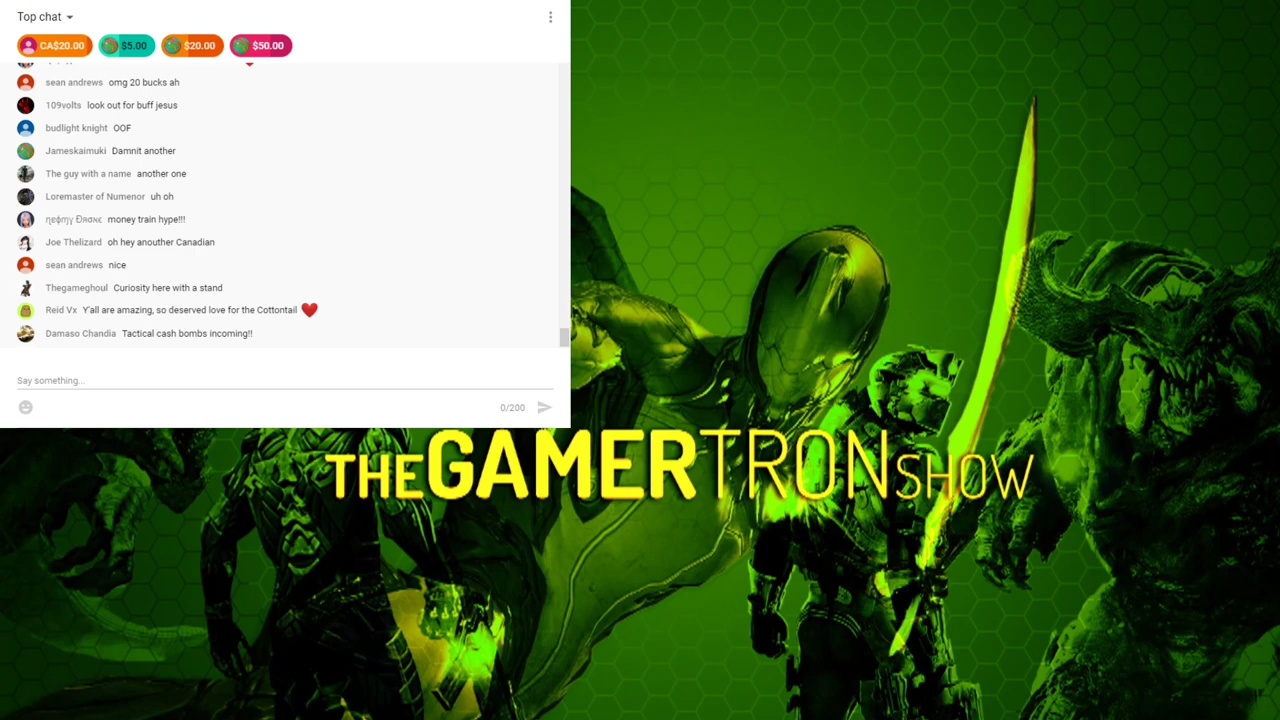 Top chat
CA$20.00 $5.00 $20.00 $50.00
sean andrews omg 20 bucks ah
109volts look out for buff jesus
budlight knight OOF
Jameskaimuki Damnit another
The guy with a name another one
Loremaster of Numenor uh oh
money train hype!!!
Joe Thelizard oh hey anouther Canadian
sean andrews nice
Thegameghoul Curiosity here with a stand
Reid Vx Y'all are amazing, so deserved love for the Cottontail ❤️
Damaso Chandia Tactical cash bombs incoming!!
Say something...
0/200
THEGAMERTRONSHOW